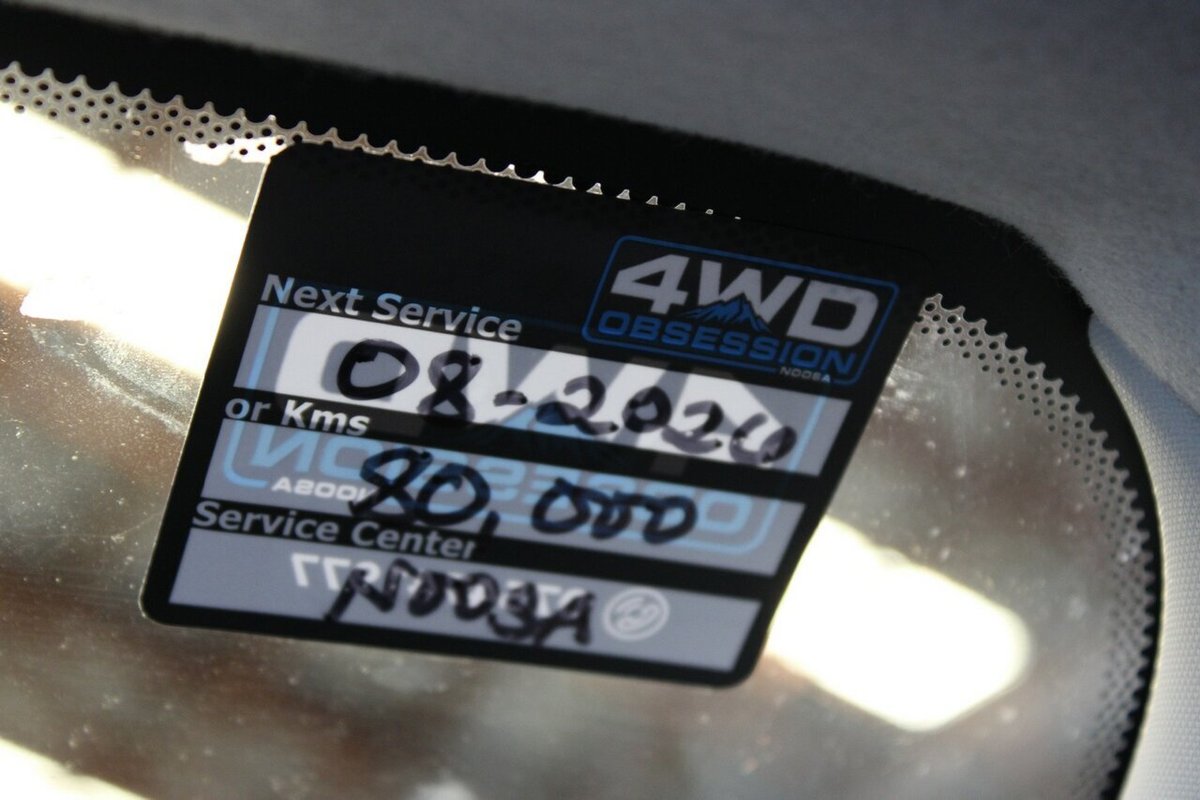 4WD
OBSESSION
NOOSA
Next Service
08-2020
or Kms
80,000
Service Center
NOOSA